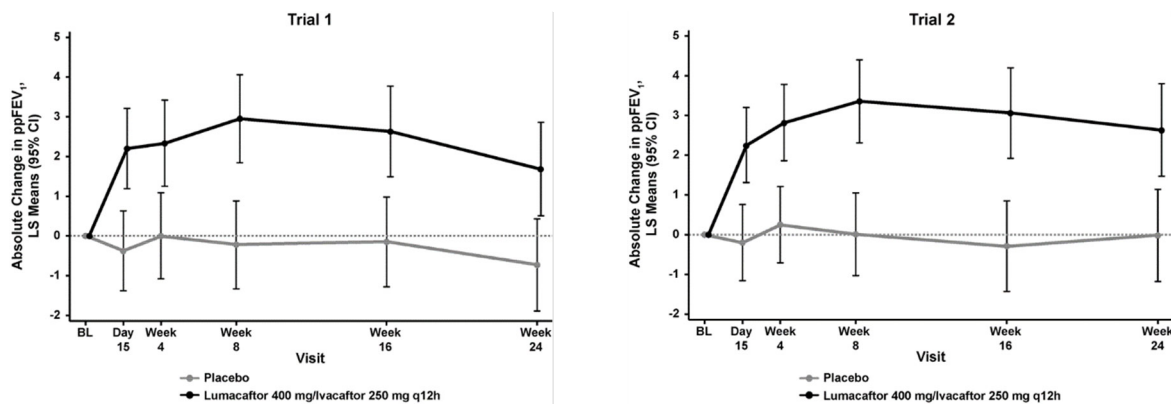 Trial 1
Absolute Change in ppFEV₁,
LS Means (95% CI)
5
4
3
2
1
0
-1
-2
BL
Day
15
Week
4
Week
8
Week
16
Week
24
Visit
Placebo
Lumacaftor 400 mg/Ivacaftor 250 mg q12h
Trial 2
Absolute Change in ppFEV₁,
LS Means (95% CI)
5
4
3
2
1
0
-1
-2
BL
Day
15
Week
4
Week
8
Week
16
Week
24
Visit
Placebo
Lumacaftor 400 mg/Ivacaftor 250 mg q12h